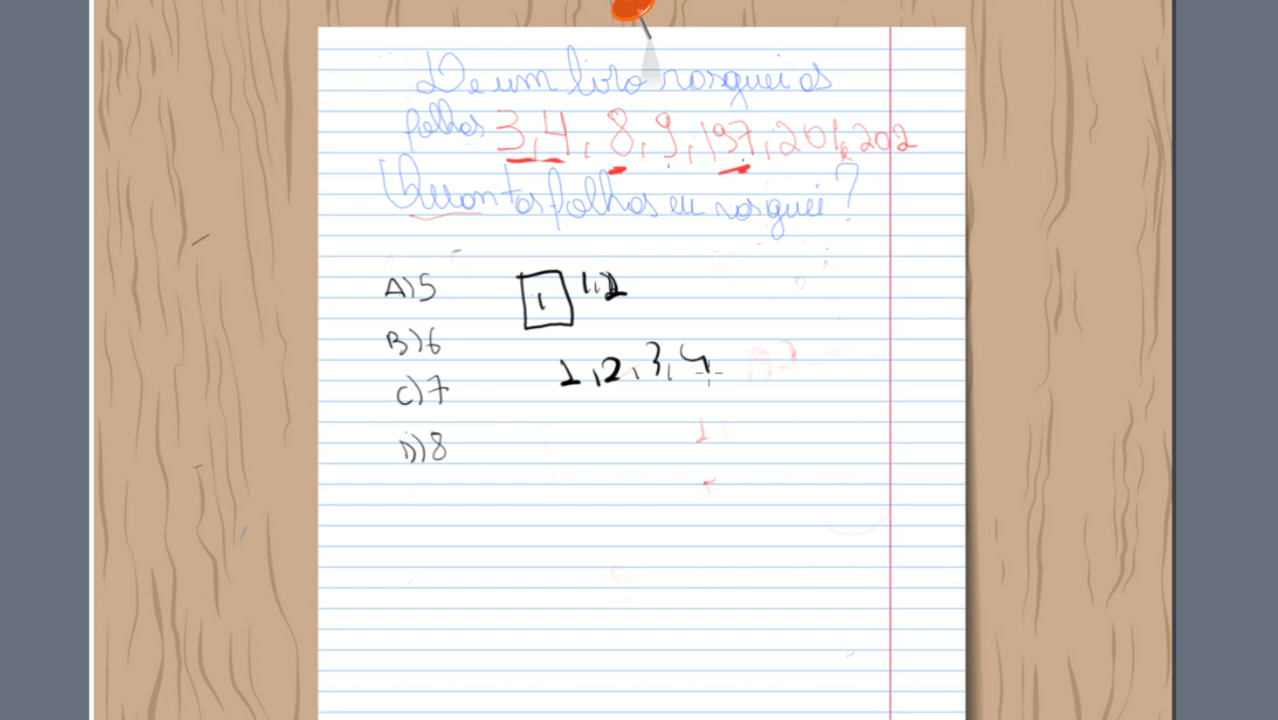 De um livro rasguei as
folhas 3,4,8,9,197,201,202
Quantas folhas eu rasguei?
A)5
1
1,2
B)6
1,2,3,4
C)7
D)8